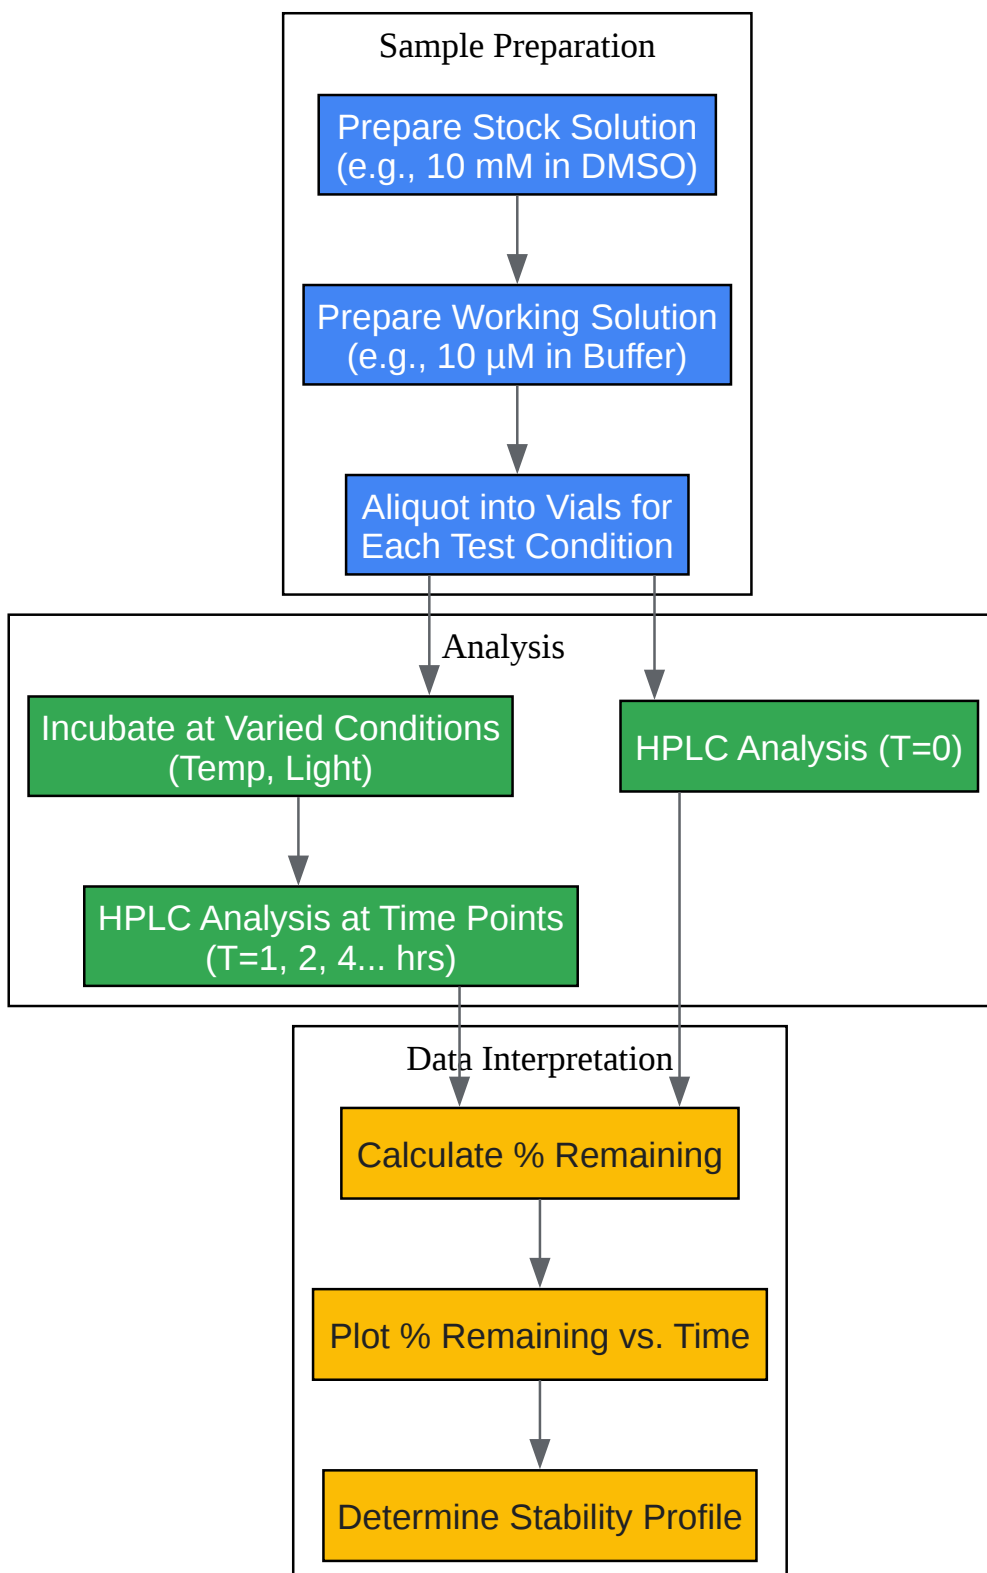 Sample Preparation
Prepare Stock Solution
(e.g., 10 mM in DMSO)
Prepare Working Solution
(e.g., 10 µM in Buffer)
Aliquot into Vials for
Each Test Condition
Analysis
Incubate at Varied Conditions
(Temp, Light)
HPLC Analysis (T=0)
HPLC Analysis at Time Points
(T=1, 2, 4... hrs)
Data Interpretation
Calculate % Remaining
Plot % Remaining vs. Time
Determine Stability Profile